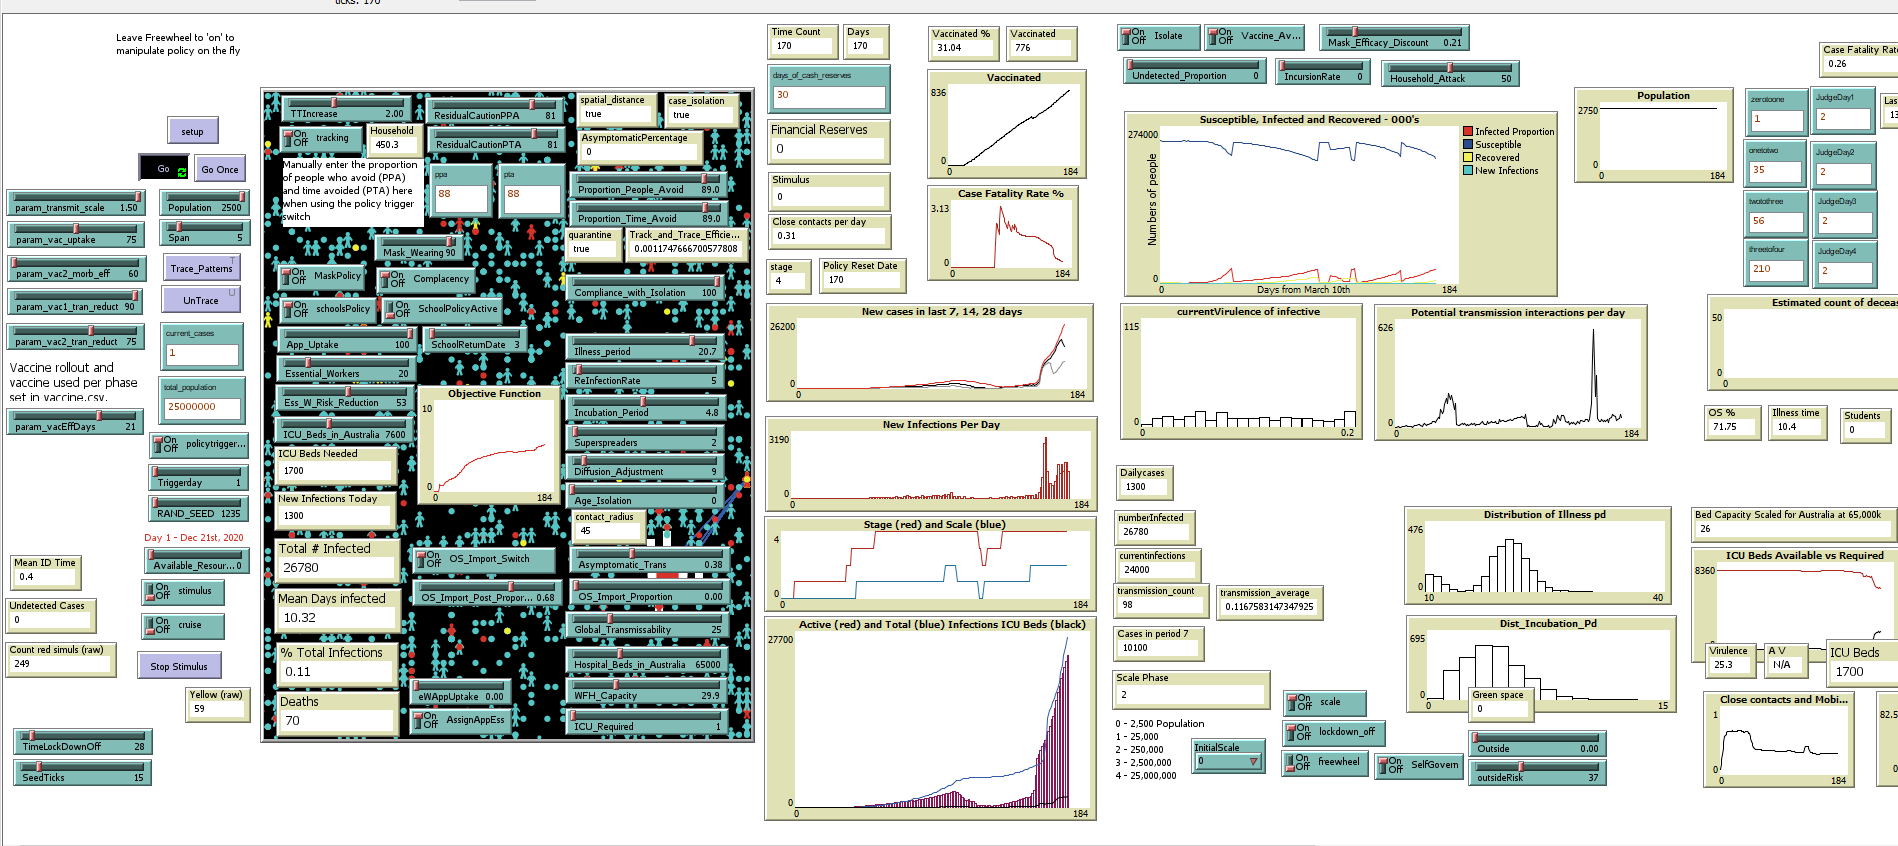 ticks: 170
Leave Freewheel to 'on' to
manipulate policy on the fly
setup
Go
Go Once
param_transmit_scale 1.50
Population 2500
param_vac_uptake 75
Span 5
param_vac2_morb_eff 60
Trace_Patterns T
param_vac1_tran_reduct 90
UnTrace U
param_vac2_tran_reduct 75
current_cases
1
Vaccine rollout and
vaccine used per phase
set in vaccine.csv.
total_population
25000000
param_vacEffDays 21
On
Off policytrigger...
Triggerday 1
RAND_SEED 1235
Day 1 - Dec 21st, 2020
Available_Resour... 0
Mean ID Time
0.4
On
Off stimulus
Undetected Cases
0
On
Off cruise
Count red simuls (raw)
249
Stop Stimulus
Yellow (raw)
59
TimeLockDownOff 28
SeedTicks 15
TTIncrease 2.00
ResidualCautionPPA 81
spatial_distance
true
case_isolation
true
On
Off tracking
Household
450.3
ResidualCautionPTA 81
AsymptomaticPercentage
0
Manually enter the proportion
of people who avoid (PPA)
and time avoided (PTA) here
when using the policy trigger
switch
ppa
88
pta
88
Proportion_People_Avoid 89.0
Proportion_Time_Avoid 89.0
Mask_Wearing 90
quarantine
true
Track_and_Trace_Efficie...
0.0011747666700577808
On
Off MaskPolicy
On
Off Complacency
Compliance_with_Isolation 100
On
Off schoolsPolicy
On
Off SchoolPolicyActive
App_Uptake 100
SchoolReturnDate 3
Illness_period 20.7
Essential_Workers 20
ReInfectionRate 5
Ess_W_Risk_Reduction 53
Objective Function
10
0
0
184
Incubation_Period 4.8
ICU_Beds_in_Australia 7600
Superspreaders 2
ICU Beds Needed
1700
Diffusion_Adjustment 9
New Infections Today
1300
Age_Isolation 0
contact_radius
45
Total # Infected
26780
On
Off OS_Import_Switch
Asymptomatic_Trans 0.38
Mean Days infected
10.32
OS_Import_Post_Propor... 0.68
OS_Import_Proportion 0.00
Global_Transmissability 25
% Total Infections
0.11
Hospital_Beds_in_Australia 65000
Deaths
70
eWAppUptake 0.00
WFH_Capacity 29.9
On
Off AssignAppEss
ICU_Required 1
Time Count
170
Days
170
days_of_cash_reserves
30
Financial Reserves
0
Stimulus
0
Close contacts per day
0.31
stage
4
Policy Reset Date
170
Vaccinated %
31.04
Vaccinated
776
Vaccinated
836
0
0
184
Case Fatality Rate %
3.13
0
0
184
New cases in last 7, 14, 28 days
26200
0
0
184
New Infections Per Day
3190
0
0
184
Stage (red) and Scale (blue)
4
0
0
184
Active (red) and Total (blue) Infections ICU Beds (black)
27700
0
0
184
On
Off Isolate
On
Off Vaccine_Av...
Mask_Efficacy_Discount 0.21
Undetected_Proportion 0
IncursionRate 0
Household_Attack 50
Susceptible, Infected and Recovered - 000's
274000
0
Numbers of people
0
Days from March 10th
184
Infected Proportion
Susceptible
Recovered
New Infections
currentVirulence of infective
115
0
0
0.2
Potential transmission interactions per day
626
0
0
184
Dailycases
1300
numberInfected
26780
currentinfections
24000
transmission_count
98
transmission_average
0.1167583147347925
Cases in period 7
10100
Scale Phase
2
0 - 2,500 Population
1 - 25,000
2 - 250,000
3 - 2,500,000
4 - 25,000,000
InitialScale
0
On
Off scale
On
Off lockdown_off
On
Off freewheel
On
Off SelfGovern
Distribution of Illness pd
476
0
10
40
Dist_Incubation_Pd
695
0
0
15
Green space
0
Outside 0.00
outsideRisk 37
Population
2750
0
0
184
Case Fatality Rate
0.26
zerotoone
1
JudgeDay1
2
Las
13
onetotwo
35
JudgeDay2
2
twotothree
56
JudgeDay3
2
threetofour
210
JudgeDay4
2
Estimated count of deceas
50
0
0
OS %
71.75
Illness time
10.4
Students
0
Bed Capacity Scaled for Australia at 65,000k
26
ICU Beds Available vs Required
8360
0
Virulence
25.3
A V
N/A
ICU Beds
1700
Close contacts and Mobi...
1
0
0
184
82.5
0